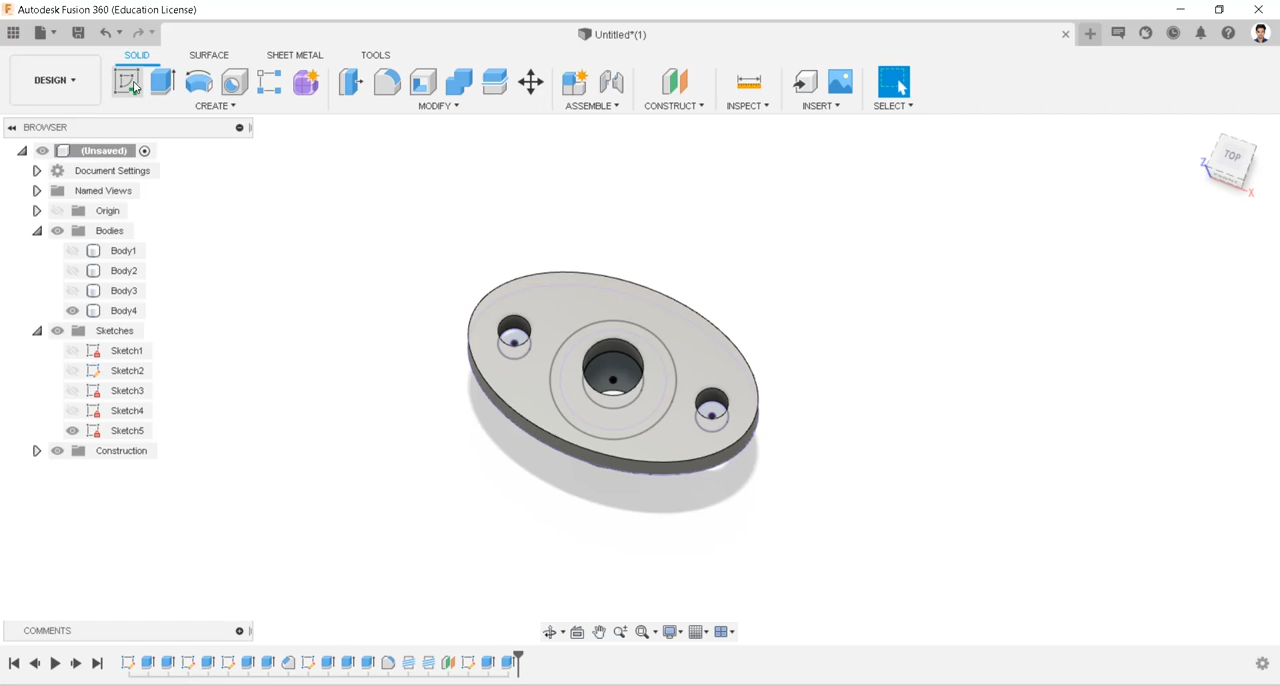 Autodesk Fusion 360 (Education License)
Untitled*(1)
SOLID
SURFACE
SHEET METAL
TOOLS
DESIGN
CREATE
MODIFY
ASSEMBLE
CONSTRUCT
INSPECT
INSERT
SELECT
BROWSER
(Unsaved)
Document Settings
Named Views
Origin
Bodies
Body1
Body2
Body3
Body4
Sketches
Sketch1
Sketch2
Sketch3
Sketch4
Sketch5
Construction
TOP
Z
X
COMMENTS